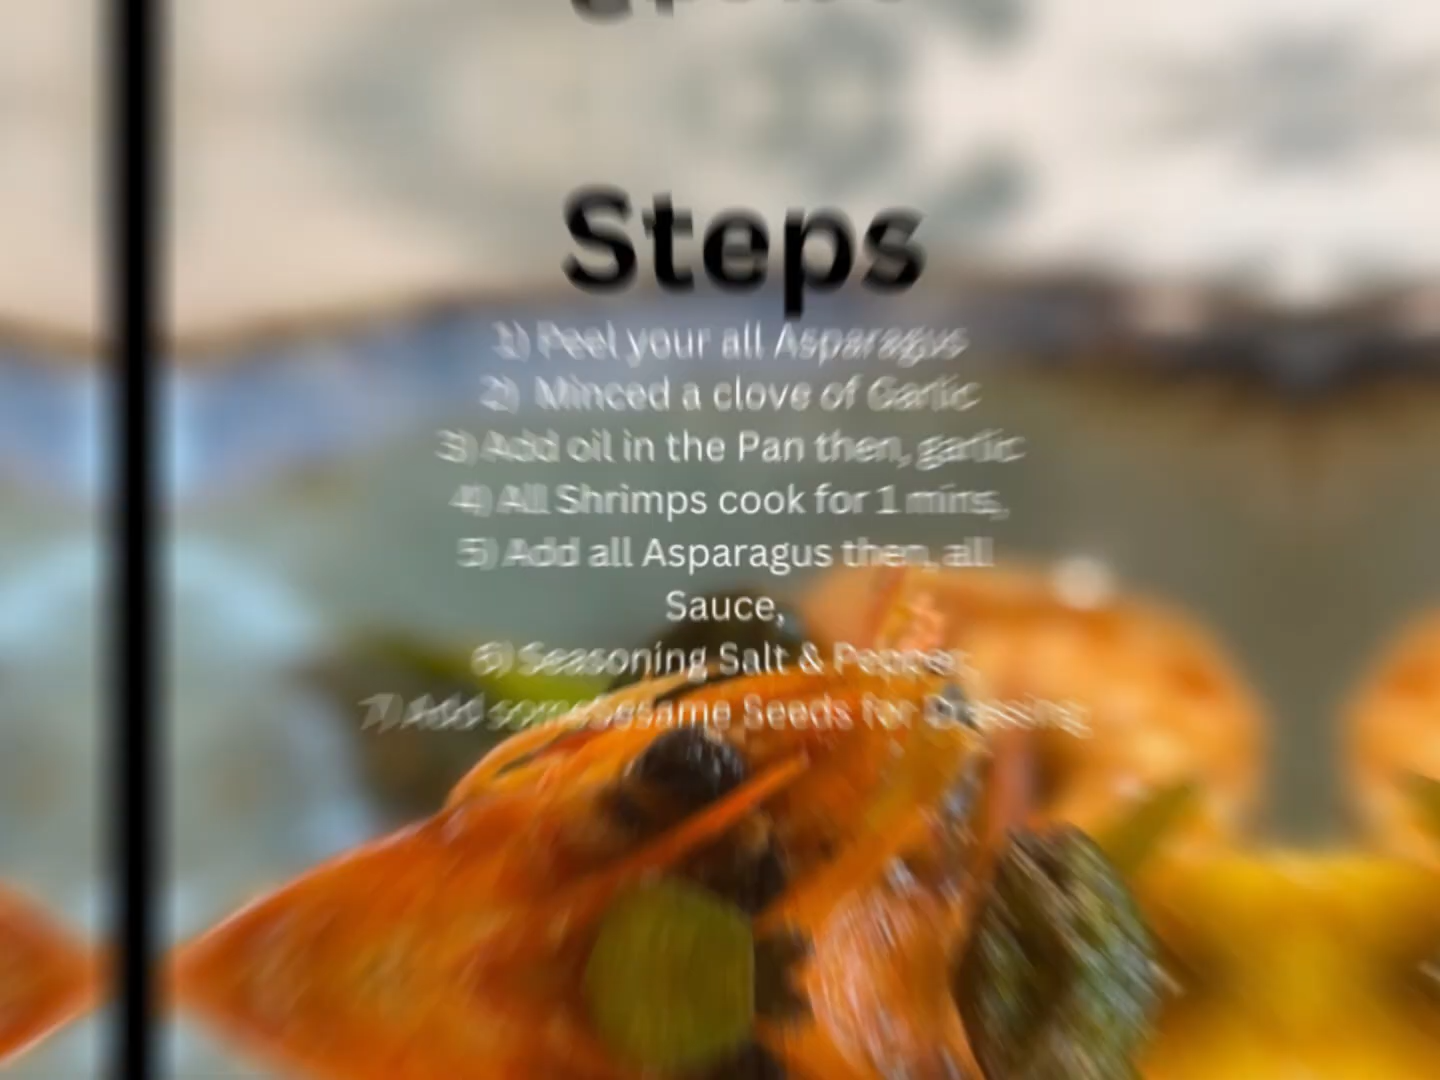 Steps
1) Peel your all Asparagus
2) Minced a clove of Garlic
3) Add oil in the Pan then, garlic
4) All Shrimps cook for 1 mins,
5) Add all Asparagus then, all
Sauce,
6) Seasoning Salt & Pepper,
7) Add some Sesame Seeds for Dressing